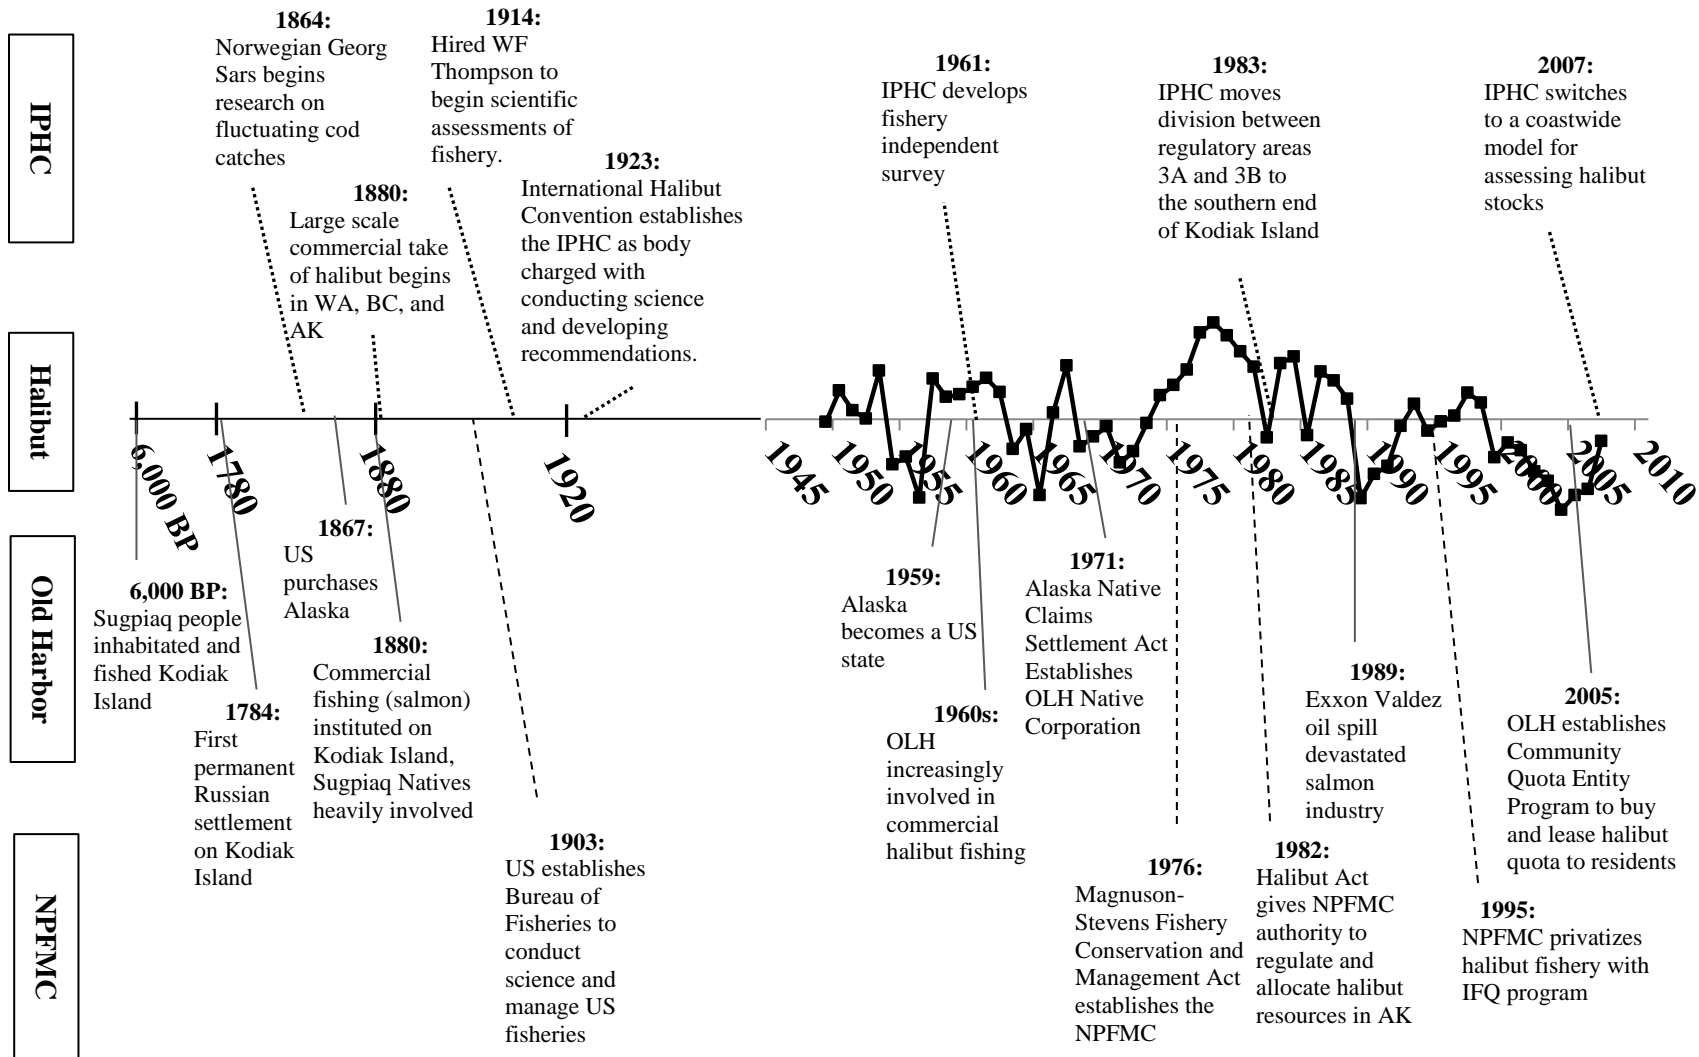 IPHC
1864:
Norwegian Georg
Sars begins
research on
fluctuating cod
catches
1880:
Large scale
commercial take
of halibut begins
in WA, BC, and
AK
1914:
Hired WF
Thompson to
begin scientific
assessments of
fishery.
1923:
International Halibut
Convention establishes
the IPHC as body
charged with
conducting science
and developing
recommendations.
1961:
IPHC develops
fishery
independent
survey
1983:
IPHC moves
division between
regulatory areas
3A and 3B to
the southern end
of Kodiak Island
2007:
IPHC switches
to a coastwide
model for
assessing halibut
stocks
Halibut
6,000 BP
1780
1880
1920
1945
1950
1955
1960
1965
1970
1975
1980
1985
1990
1995
2000
2005
2010
Old Harbor
6,000 BP:
Sugpiaq people
inhabitated and
fished Kodiak
Island
1784:
First
permanent
Russian
settlement
on Kodiak
Island
1867:
US
purchases
Alaska
1880:
Commercial
fishing (salmon)
instituted on
Kodiak Island,
Sugpiaq Natives
heavily involved
1959:
Alaska
becomes a US
state
1960s:
OLH
increasingly
involved in
commercial
halibut fishing
1971:
Alaska Native
Claims
Settlement Act
Establishes
OLH Native
Corporation
1989:
Exxon Valdez
oil spill
devastated
salmon
industry
2005:
OLH establishes
Community
Quota Entity
Program to buy
and lease halibut
quota to residents
NPFMC
1903:
US establishes
Bureau of
Fisheries to
conduct
science and
manage US
fisheries
1976:
Magnuson-
Stevens Fishery
Conservation and
Management Act
establishes the
NPFMC
1982:
Halibut Act
gives NPFMC
authority to
regulate and
allocate halibut
resources in AK
1995:
NPFMC privatizes
halibut fishery with
IFQ program